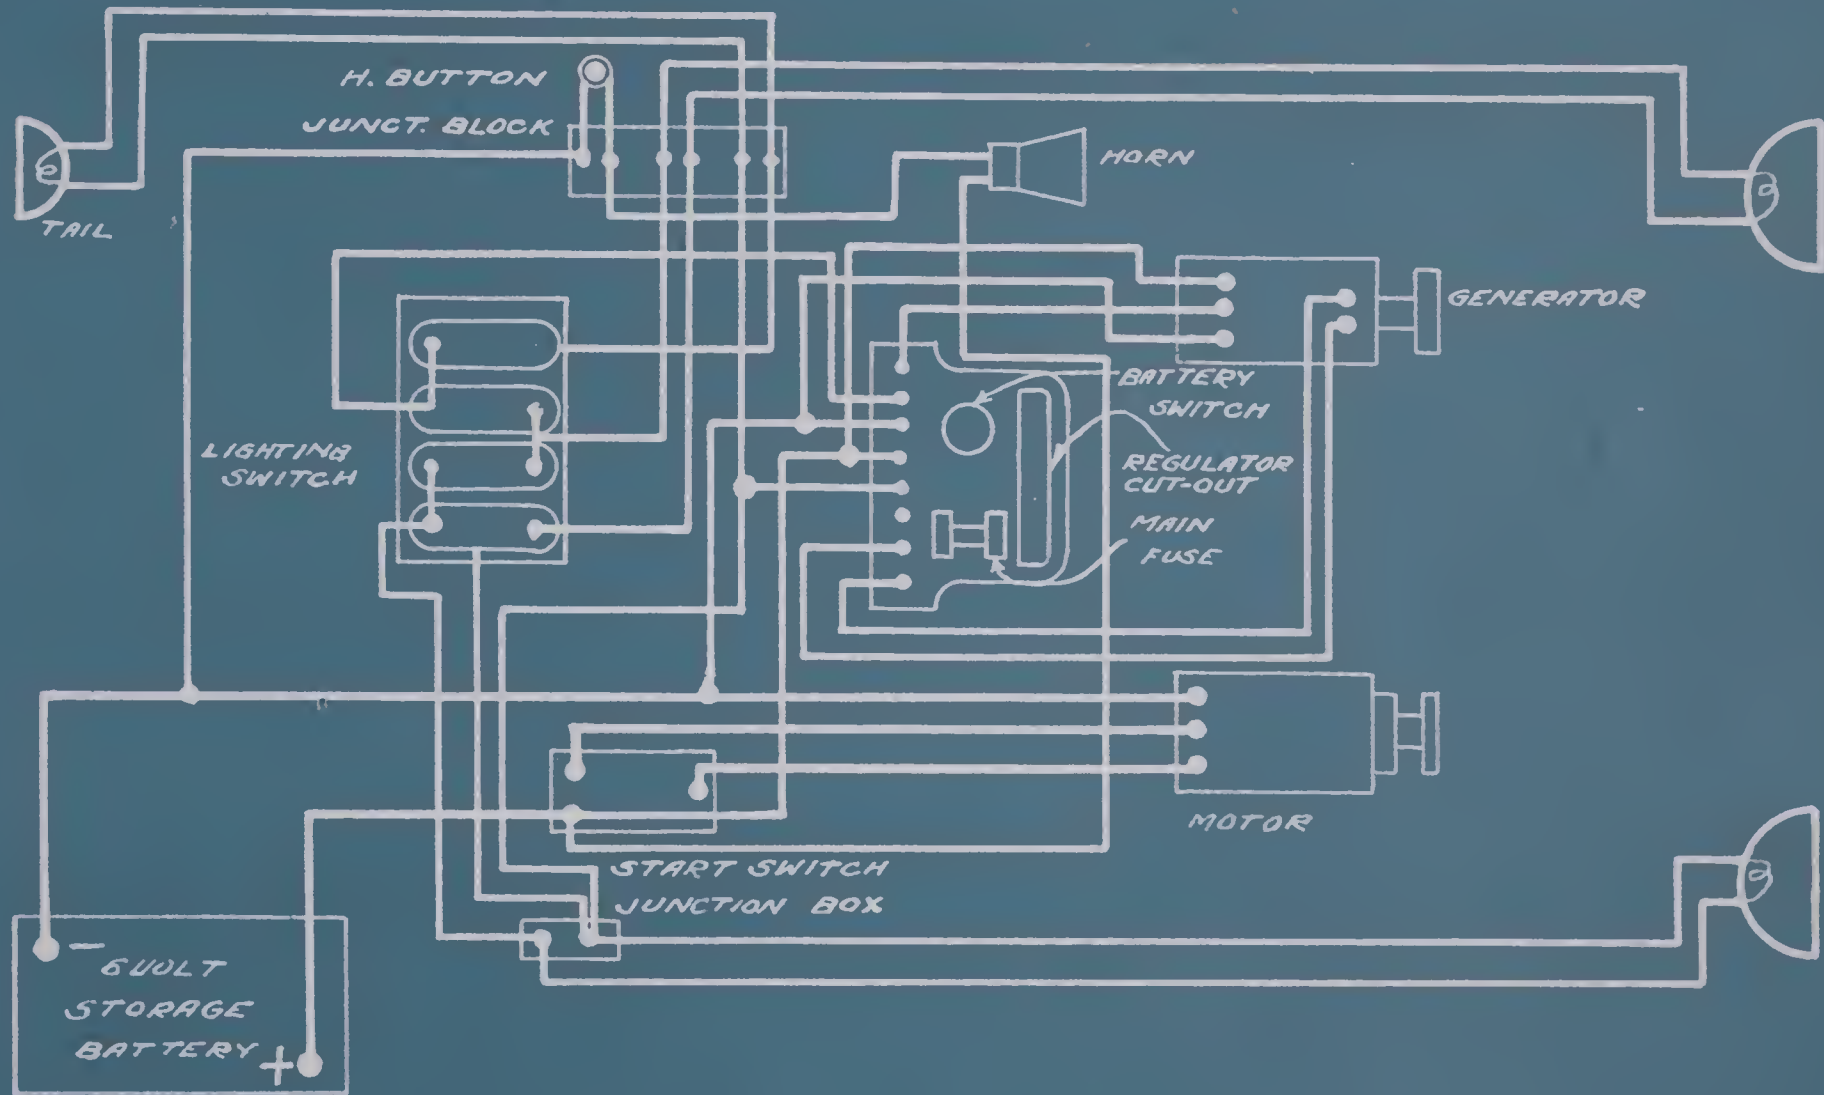 H. BUTTON
JUNCT. BLOCK
HORN
TAIL
GENERATOR
BATTERY
SWITCH
LIGHTING
SWITCH
REGULATOR
CUT-OUT
MAIN
FUSE
MOTOR
START SWITCH
JUNCTION BOX
-
6 VOLT
STORAGE
BATTERY +